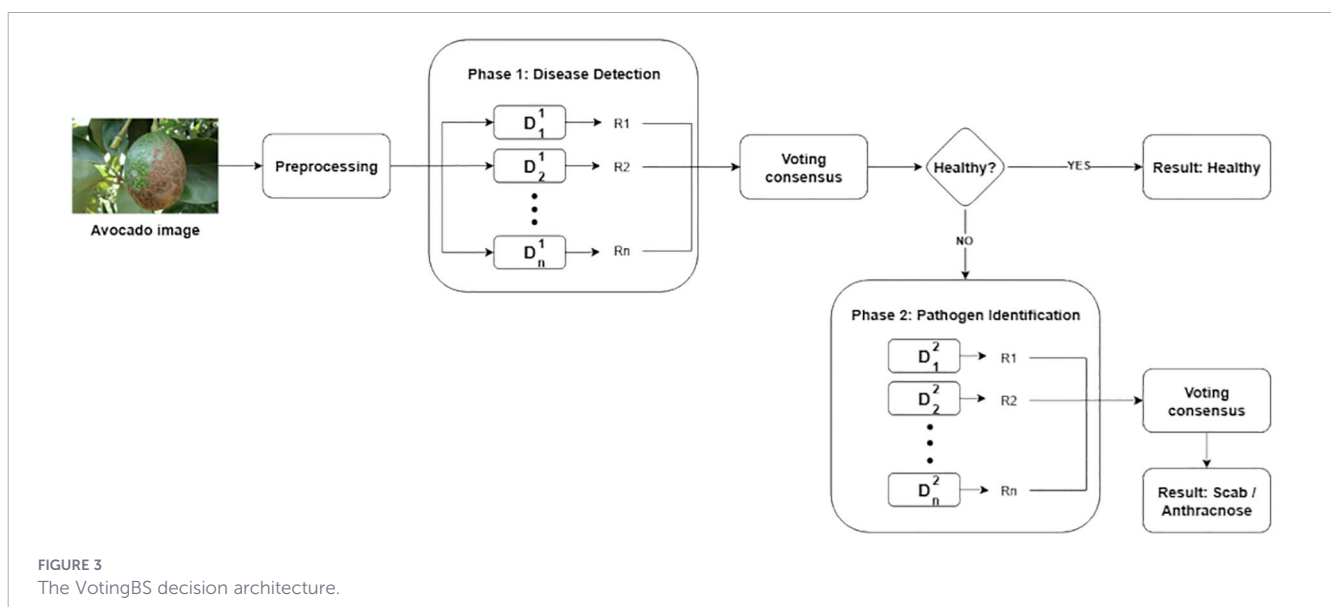 Phase 1: Disease Detection
D 1 1
R1
D 1 2
R2
D 1 n
Rn
Avocado image
Preprocessing
Voting
consensus
Healthy?
YES
Result: Healthy
NO
Phase 2: Pathogen Identification
D 2 1
R1
D 2 2
R2
D 2 n
Rn
Voting
consensus
Result: Scab /
Anthracnose
FIGURE 3
The VotingBS decision architecture.